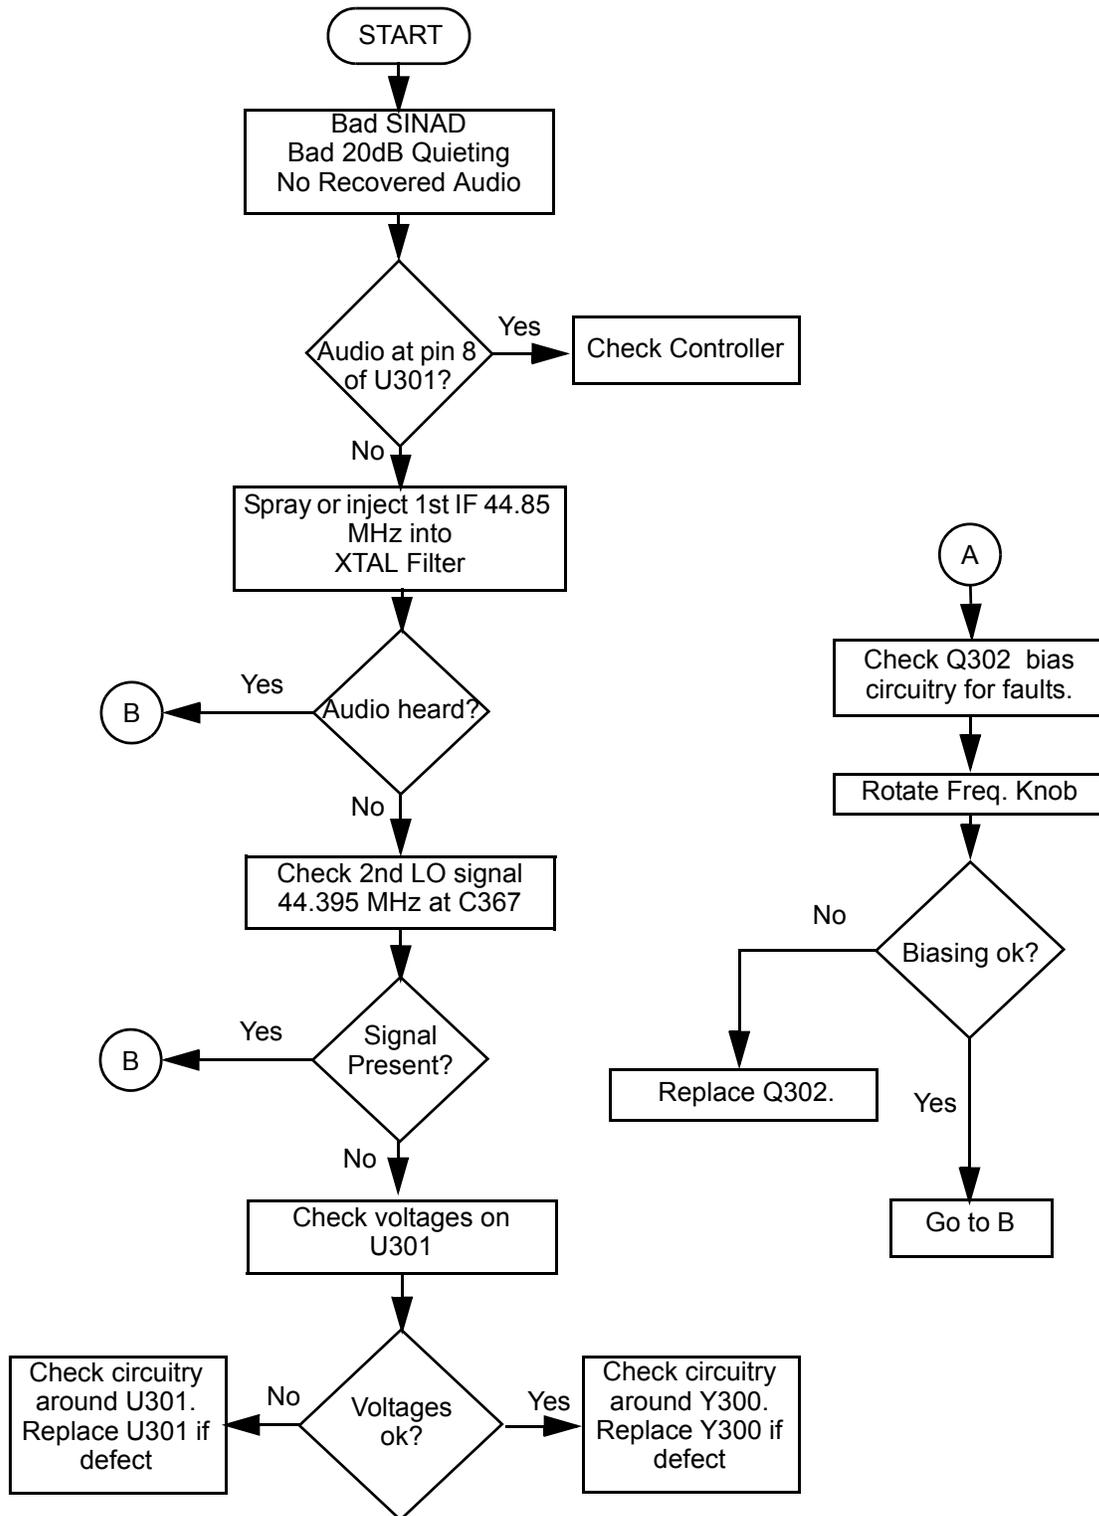 START
Bad SINAD
Bad 20dB Quieting
No Recovered Audio
Audio at pin 8
of U301?
Yes
Check Controller
No
Spray or inject 1st IF 44.85
MHz into
XTAL Filter
Audio heard?
Yes
B
No
Check 2nd LO signal
44.395 MHz at C367
Signal
Present?
Yes
B
No
Check voltages on
U301
Voltages
ok?
No
Check circuitry
around U301.
Replace U301 if
defect
Yes
Check circuitry
around Y300.
Replace Y300 if
defect
A
Check Q302 bias
circuitry for faults.
Rotate Freq. Knob
Biasing ok?
No
Replace Q302.
Yes
Go to B